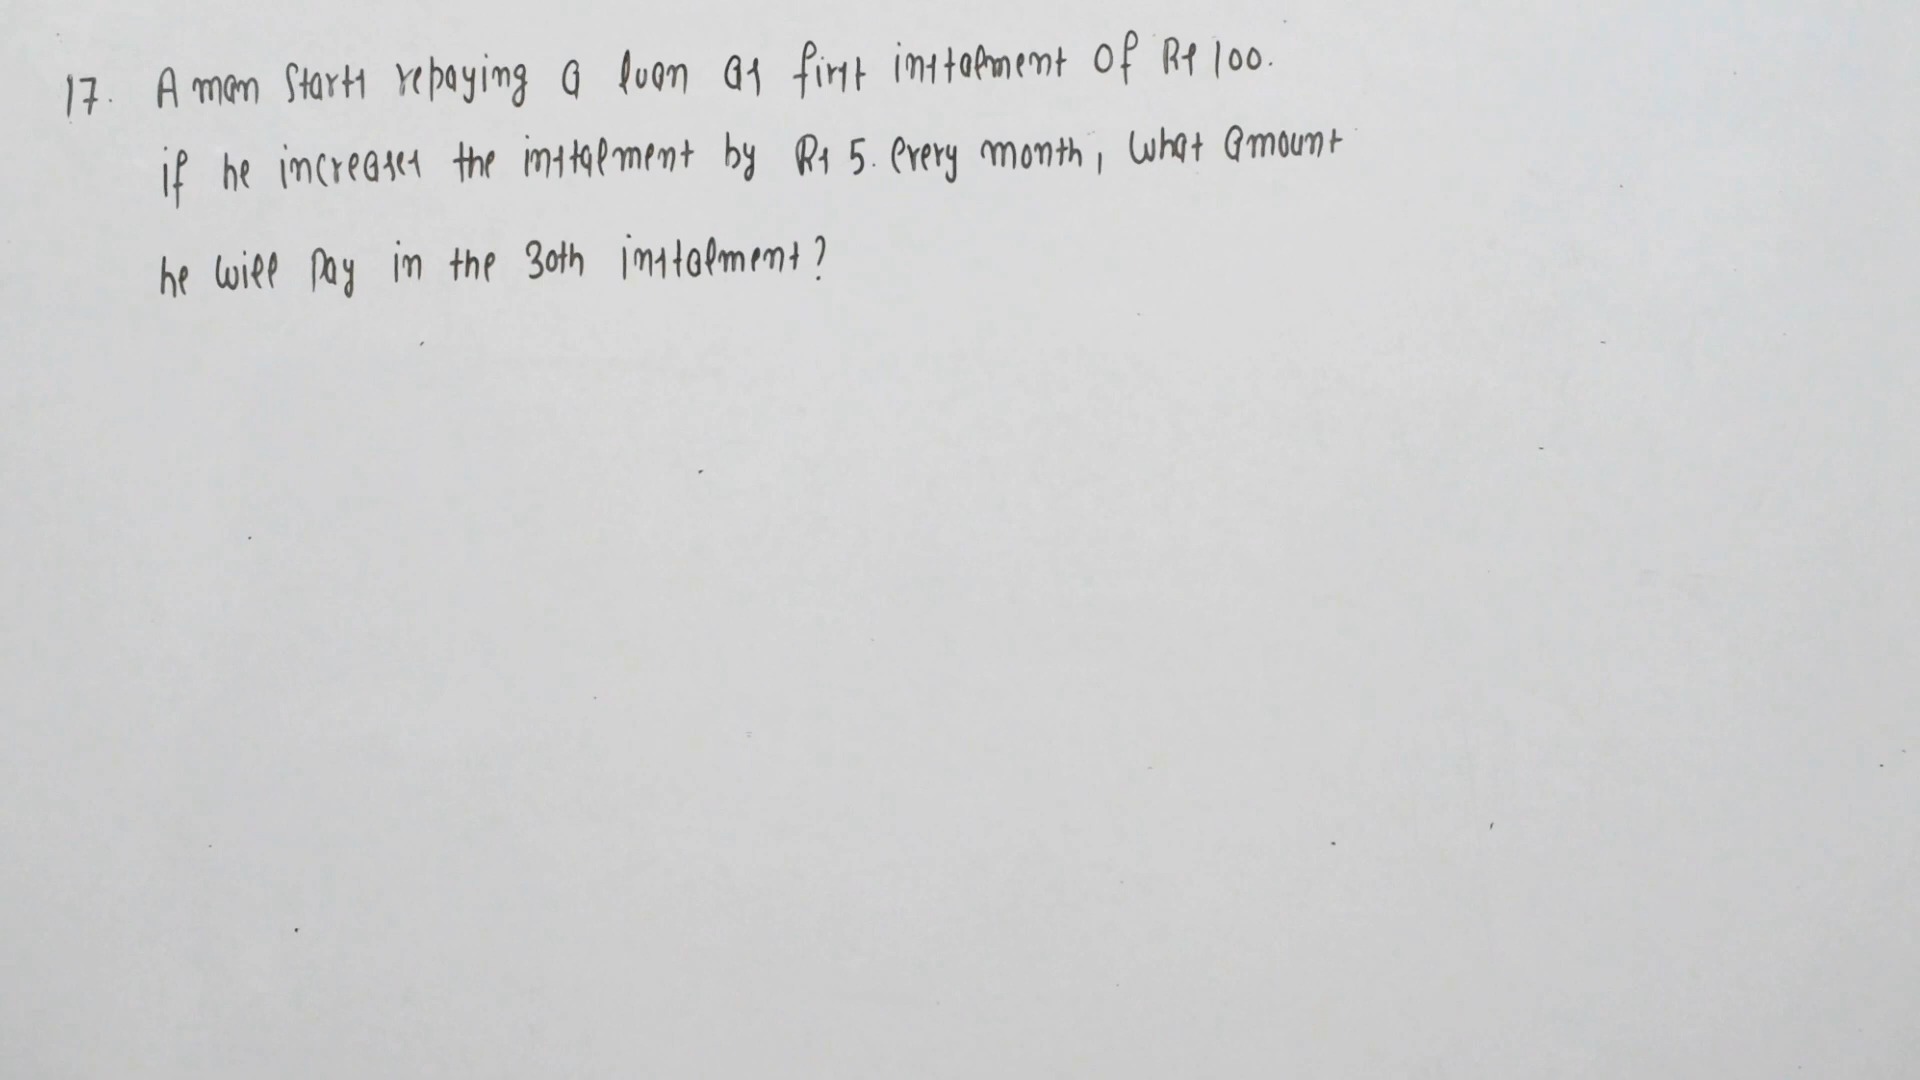 17. A man starts repaying a loan as first instalment of Rs 100.
if he increases the instalment by Rs 5. every month, what amount
he will pay in the 30th instalment?